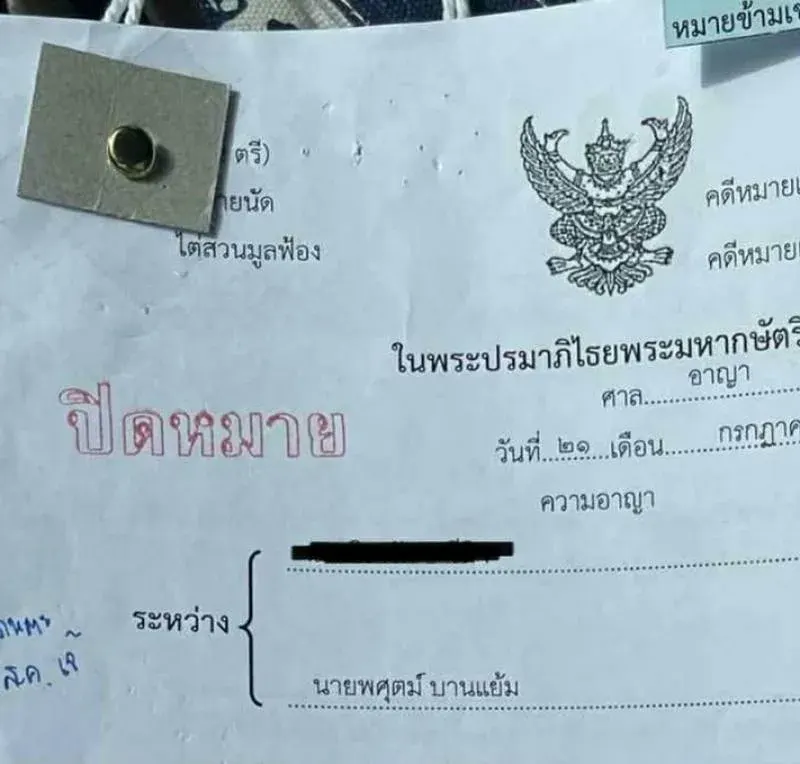 หมายข้ามเ
ตรี)
ายนัด
ไต่สวนมูลฟ้อง
คดีหมาย
คดีหมาย
ในพระปรมาภิไธยพระมหากษัตริ
ศาล อาญา
วันที่ ๒๑ เดือน กรกฎาค
ความอาญา
ปิดหมาย
ระหว่าง
นายพศุตม์ บานแย้ม